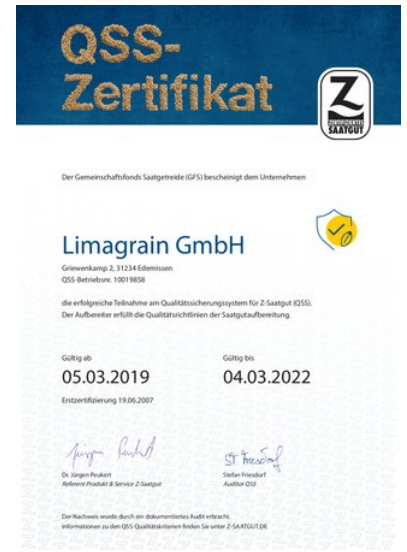 QSS-
Zertifikat
Z
ZERTIFIZIERTES
SAATGUT
Der Gemeinschaftsfonds Saatgetreide (GFS) bescheinigt dem Unternehmen
Limagrain GmbH
Griewenkamp 2, 31234 Edemissen
QSS-Betriebsnr. 10019858
die erfolgreiche Teilnahme am Qualitätssicherungssystem für Z-Saatgut (QSS).
Der Aufbereiter erfüllt die Qualitätsrichtlinien der Saatgutaufbereitung.
Gültig ab
Gültig bis
05.03.2019
04.03.2022
Erstzertifizierung 19.06.2007
Jürgen Peukert
ST Friesdorf
Dr. Jürgen Peukert
Stefan Friesdorf
Referent Produkt & Service Z-Saatgut
Auditor QSS
Der Nachweis wurde durch ein dokumentiertes Audit erbracht.
Informationen zu den QSS-Qualitätskriterien finden Sie unter Z-SAATGUT.DE